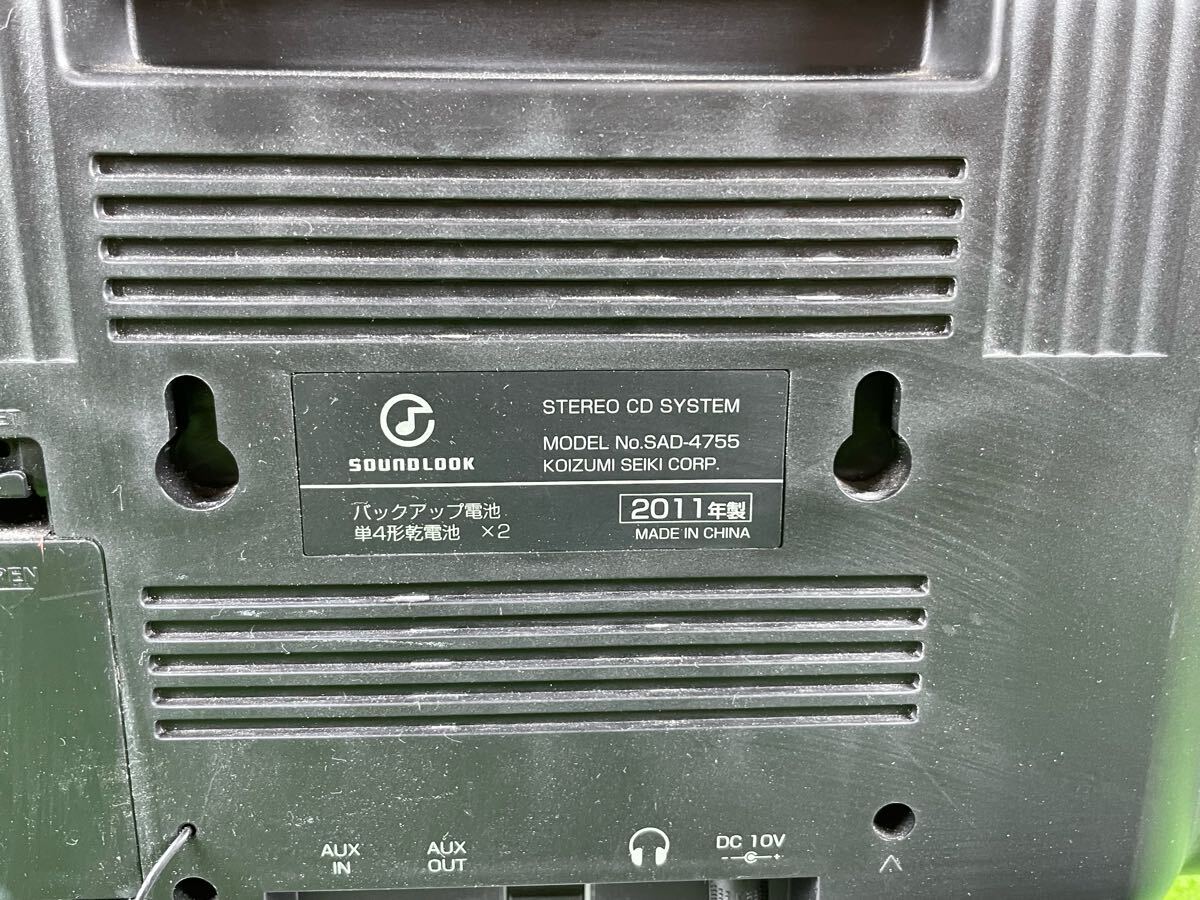 SOUNDLOOK
STEREO CD SYSTEM
MODEL No.SAD-4755
KOIZUMI SEIKI CORP.
バックアップ電池
単4形乾電池 ×2
2011年製
MADE IN CHINA
AUX
IN
AUX
OUT
DC 10V